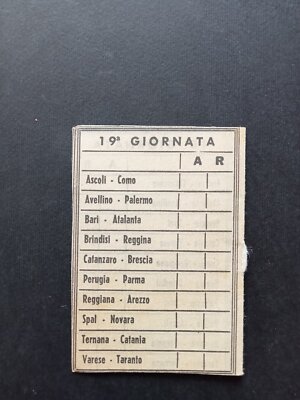 19ª GIORNATA
A R
Ascoli - Como
Avellino - Palermo
Bari - Atalanta
Brindisi - Reggina
Catanzaro - Brescia
Perugia - Parma
Reggiana - Arezzo
Spal - Novara
Ternana - Catania
Varese - Taranto